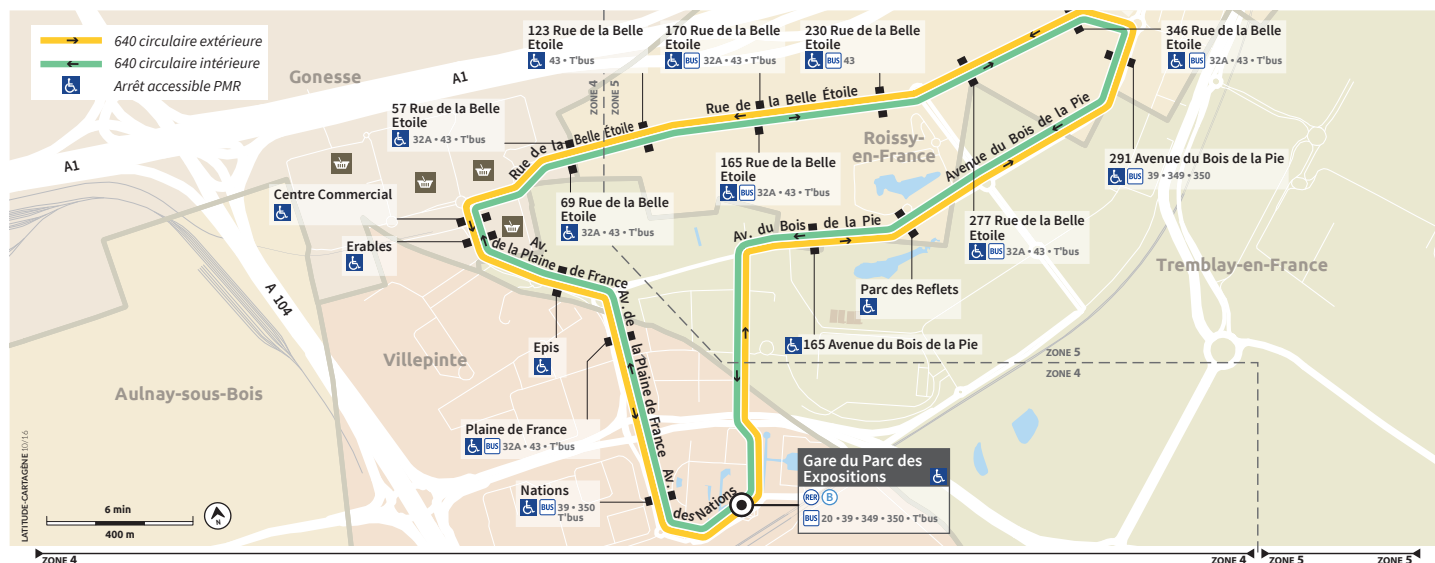 640 circulaire extérieure
640 circulaire intérieure
Arrêt accessible PMR
Gonesse
A1
A1
ZONE 4
ZONE 5
123 Rue de la Belle
Etoile
43 • T'bus
170 Rue de la Belle
Etoile
BUS 32A • 43 • T'bus
230 Rue de la Belle
Etoile
BUS 43
346 Rue de la Belle
Etoile
BUS 32A • 43 • T'bus
57 Rue de la Belle
Etoile
32A • 43 • T'bus
Rue de la Belle Étoile
Rue de la Belle Étoile
Roissy-
en-France
Avenue du Bois de la Pie
291 Avenue du Bois de la Pie
BUS 39 • 349 • 350
165 Rue de la Belle
Etoile
BUS 32A • 43 • T'bus
Centre Commercial
69 Rue de la Belle
Etoile
32A • 43 • T'bus
277 Rue de la Belle
Etoile
BUS 32A • 43 • T'bus
Erables
Av.
de la Plaine de France
Av. du Bois de la Pie
Tremblay-en-France
A 104
Parc des Reflets
Av. de la Plaine de France
165 Avenue du Bois de la Pie
Epis
Villepinte
ZONE 5
ZONE 4
Aulnay-sous-Bois
Plaine de France
BUS 32A • 43 • T'bus
Gare du Parc des
Expositions
RER B
BUS 20 • 39 • 349 • 350 • T'bus
Nations
BUS 39 • 350
T'bus
Av.
des Nations
LATITUDE-CARTAGÈNE 10/16
6 min
400 m
N
ZONE 4
ZONE 4
ZONE 5
ZONE 5